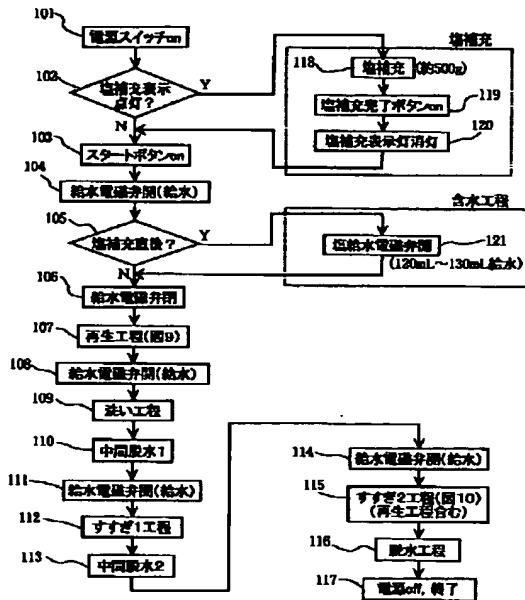 101
電源スイッチon
102
塩補充表示
点灯?
Y
N
103
スタートボタンon
104
給水電磁弁開(給水)
105
塩補充直後?
Y
N
106
給水電磁弁閉
107
再生工程(図9)
108
給水電磁弁開(給水)
109
洗い工程
110
中間脱水1
111
給水電磁弁開(給水)
112
すすぎ1工程
113
中間脱水2
塩補充
118
塩補充
(約500g)
塩補充完了ボタンon
119
塩補充表示灯消灯
120
含水工程
塩給水電磁弁開
121
(120mL~130mL給水)
114
給水電磁弁開(給水)
115
すすぎ2工程(図10)
(再生工程含む)
116
脱水工程
117
電源off, 終了